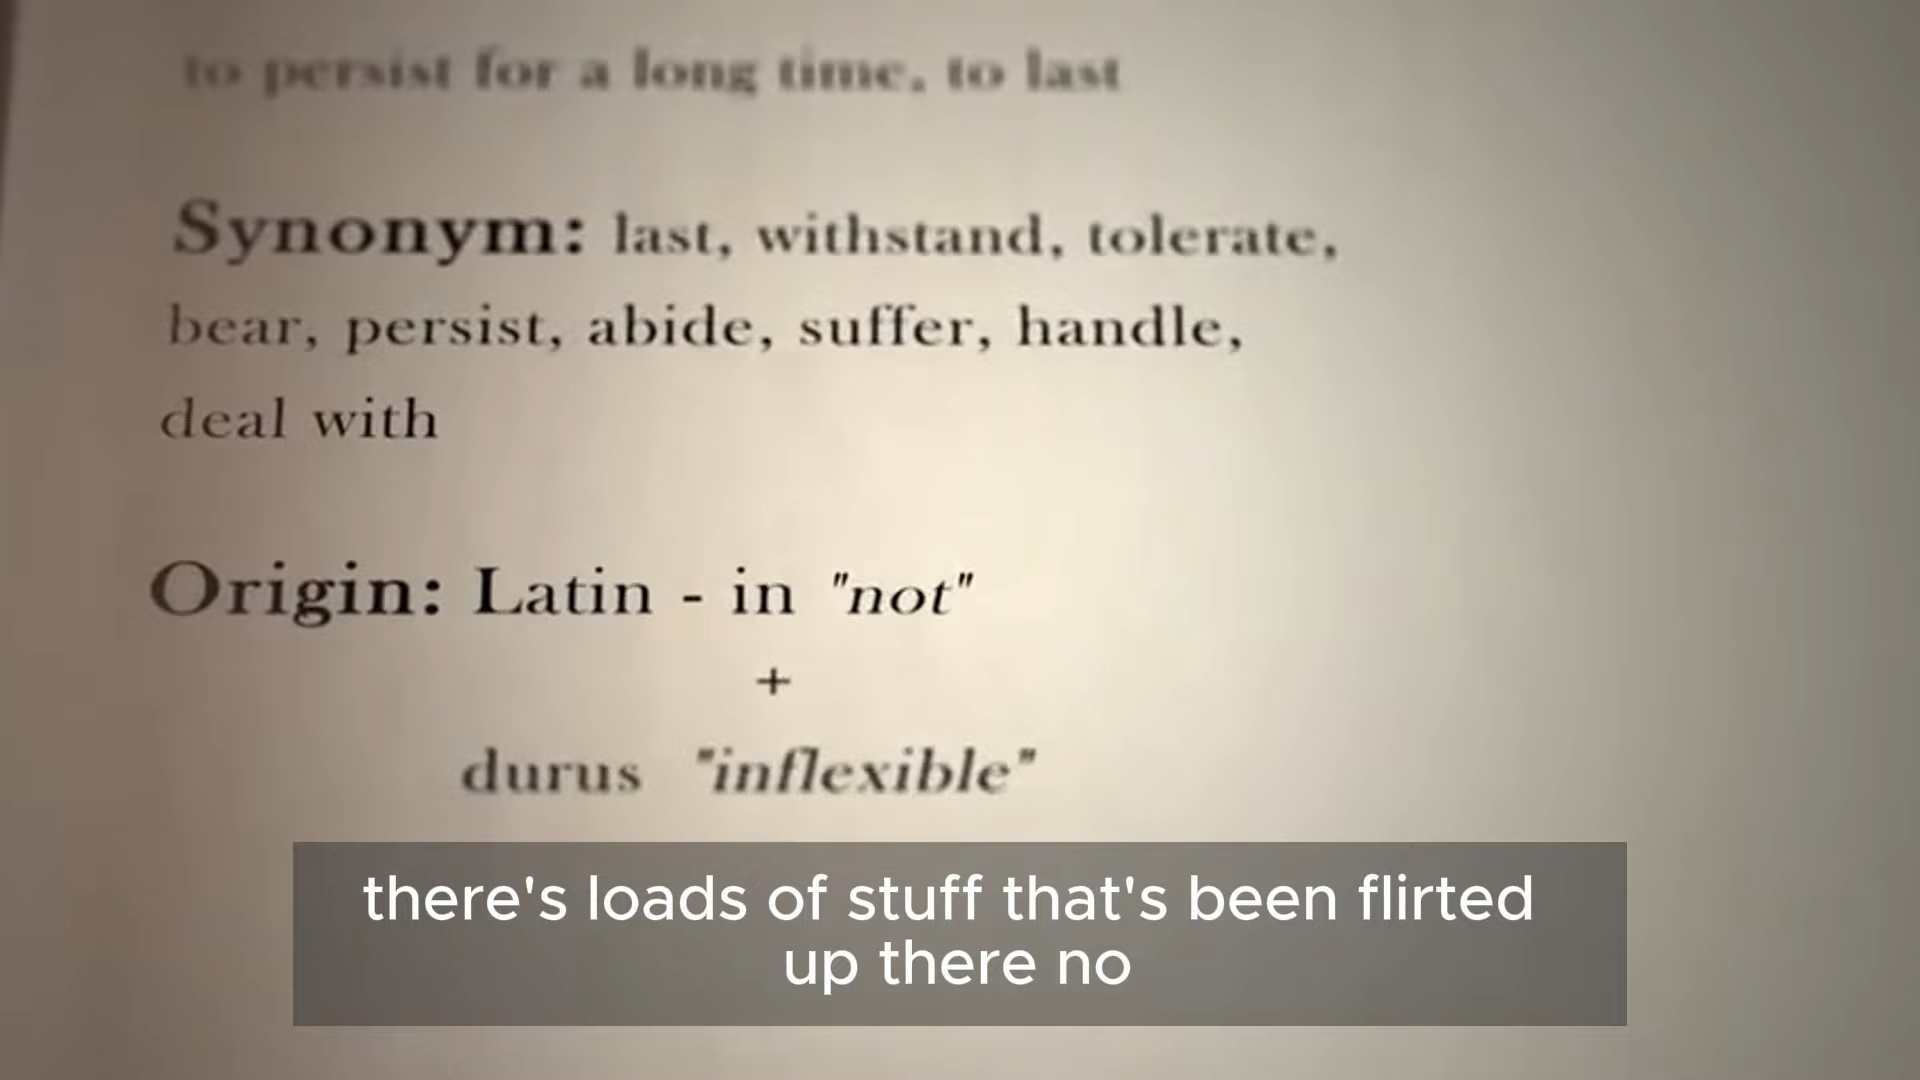 to persist for a long time, to last
Synonym: last, withstand, tolerate,
bear, persist, abide, suffer, handle,
deal with
Origin: Latin - in "not"
+
durus "inflexible"
there's loads of stuff that's been flirted
up there no